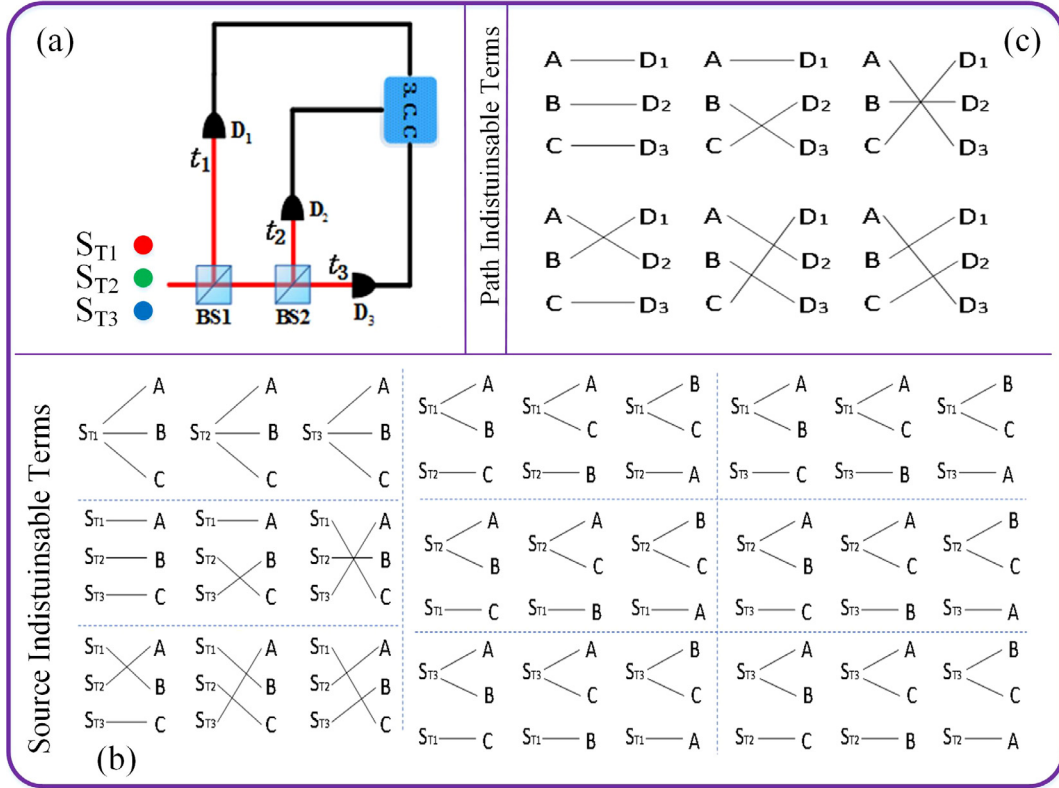 (a)
D1
t1
3. C. C
D2
t2
t3
ST1
ST2
ST3
BS1
BS2
D3
Path Indistuinsable Terms
(c)
A D1 A D1 A D1
B D2 B D2 B D2
C D3 C D3 C D3
A D1 A D1 A D1
B D2 B D2 B D2
C D3 C D3 C D3
Source Indistuinsable Terms
(b)
A A A
ST1 B ST2 B ST3 B
C C C
ST1 A ST1 A ST1 A
ST2 B ST2 B ST2 B
ST3 C ST3 C ST3 C
ST1 A ST1 A ST1 A
ST2 B ST2 B ST2 B
ST3 C ST3 C ST3 C
A A B
ST1 ST1 ST1
B C C
ST2 C ST2 B ST2 A
A A B
ST1 ST1 ST1
B C C
ST3 C ST3 B ST3 A
A A B
ST2 ST2 ST2
B C C
ST1 C ST1 B ST1 A
A A B
ST2 ST2 ST2
B C C
ST3 C ST3 B ST3 A
A A B
ST3 ST3 ST3
B C C
ST1 C ST1 B ST1 A
A A B
ST3 ST3 ST3
B C C
ST2 C ST2 B ST2 A